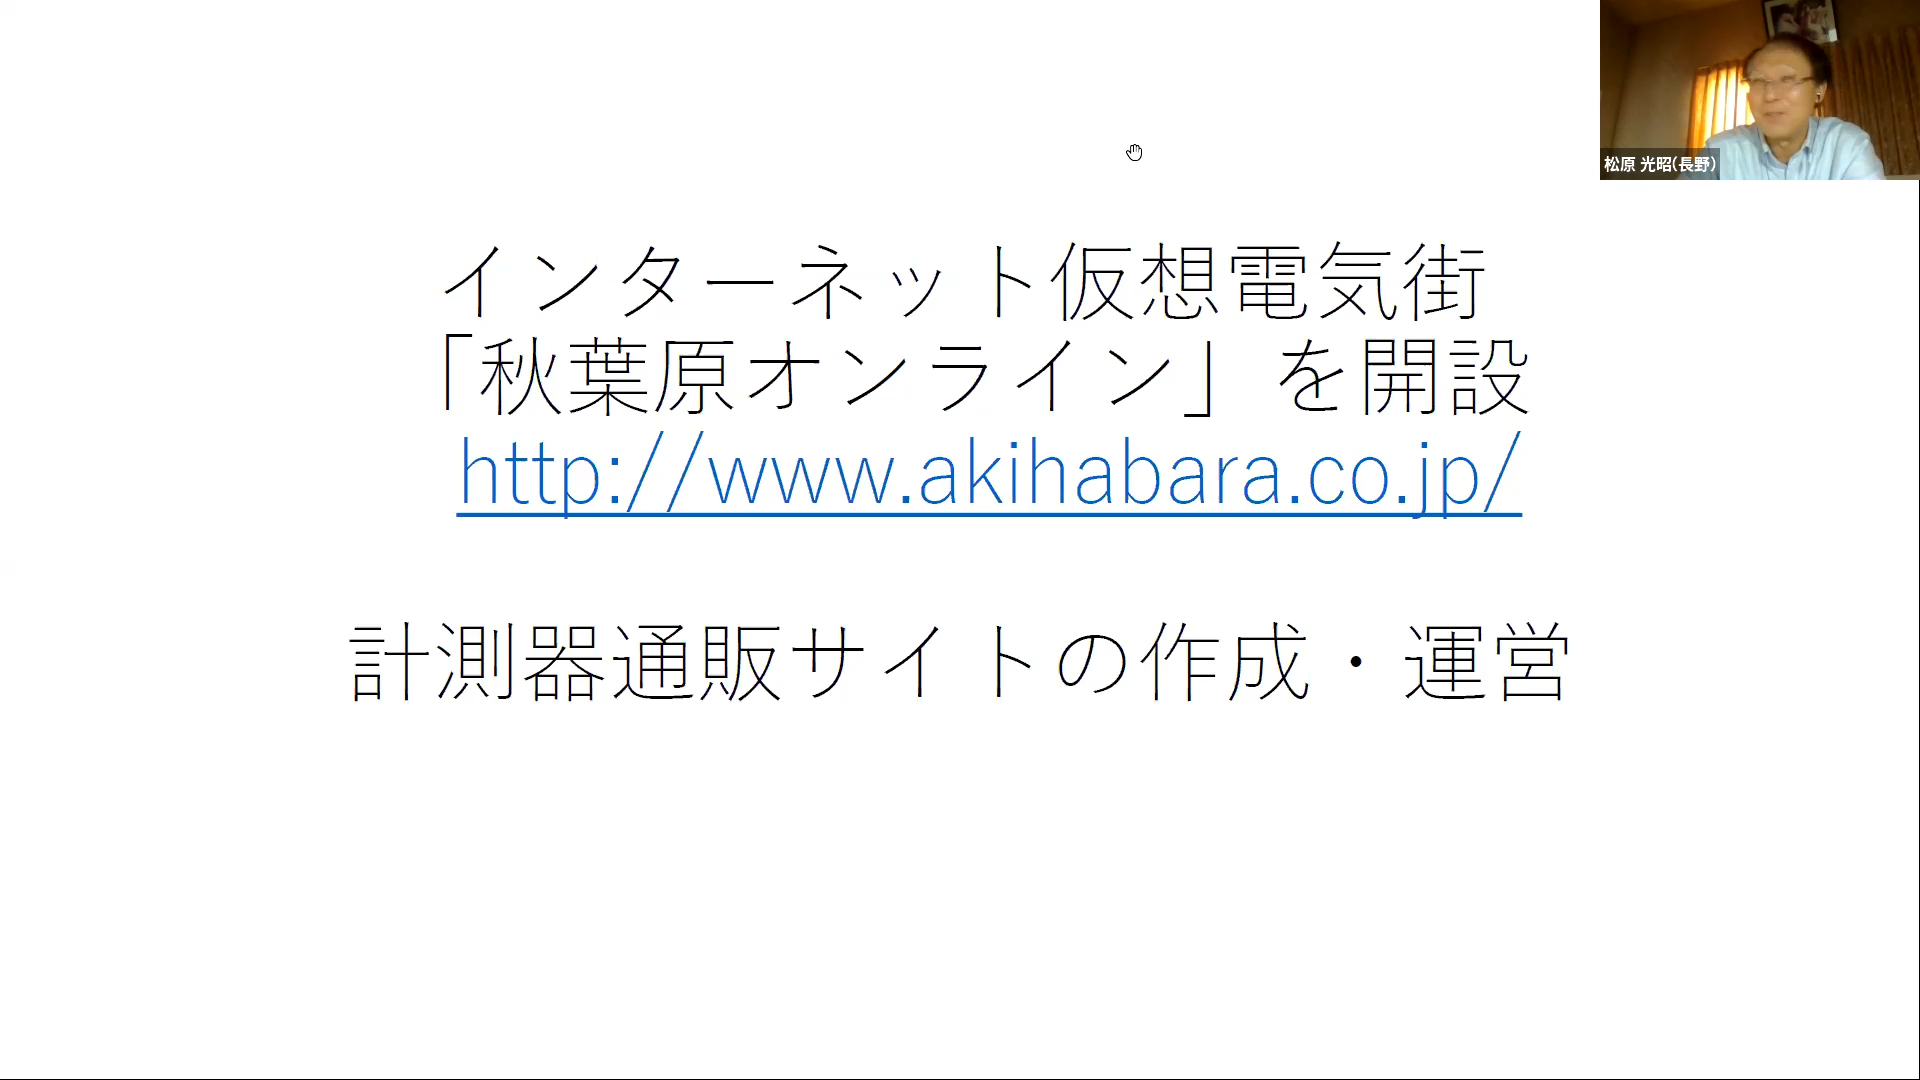 インターネット仮想電気街
「秋葉原オンライン」を開設
http://www.akihabara.co.jp/
計測器通販サイトの作成・運営
松原 光昭(長野)